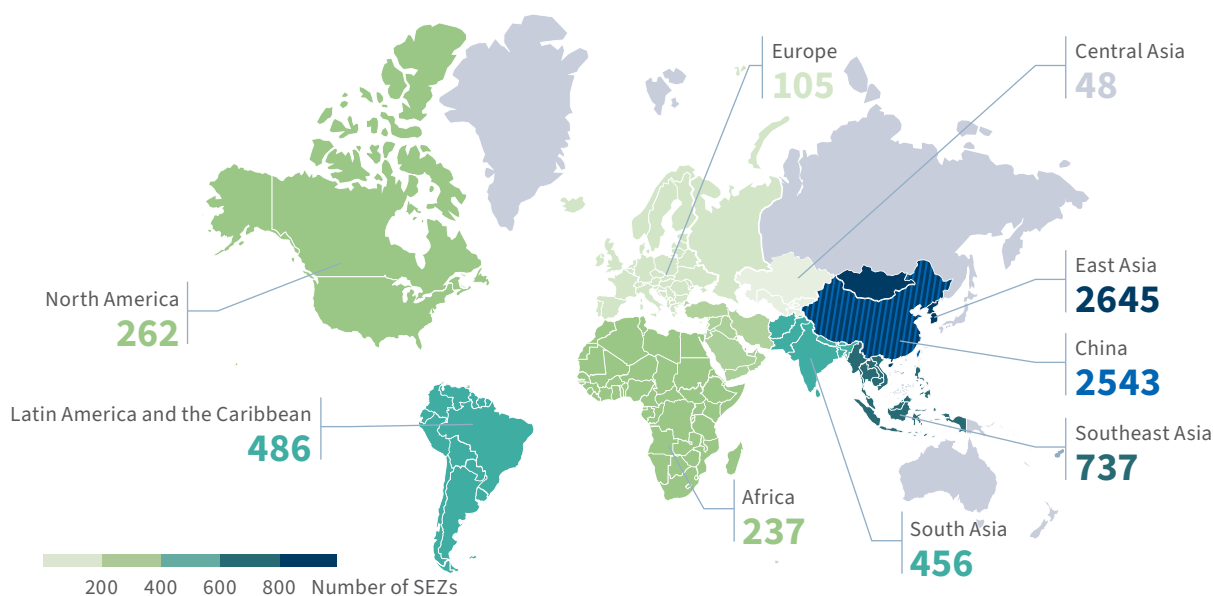 Europe
105
Central Asia
48
East Asia
2645
North America
262
China
2543
Latin America and the Caribbean
486
Southeast Asia
737
Africa
237
South Asia
456
200 400 600 800 Number of SEZs